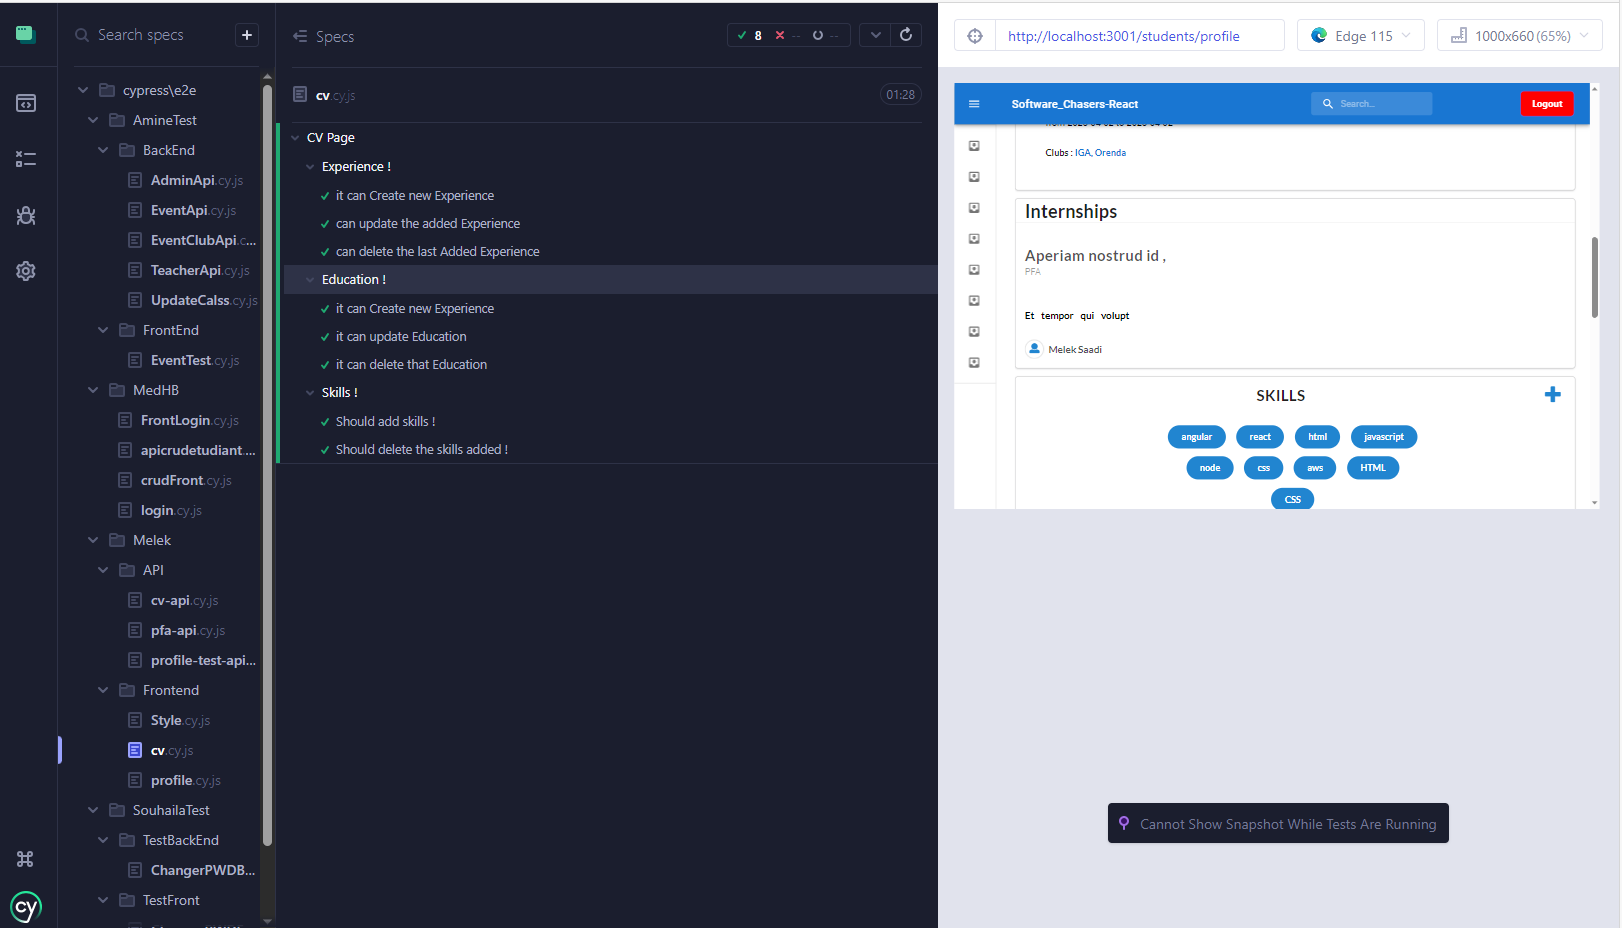 Search specs
+
cypress\e2e
AmineTest
BackEnd
AdminApi.cy.js
EventApi.cy.js
EventClubApi.c...
TeacherApi.cy.js
UpdateCalss.cy.js
FrontEnd
EventTest.cy.js
MedHB
FrontLogin.cy.js
apicrudetudiant....
crudFront.cy.js
login.cy.js
Melek
API
cv-api.cy.js
pfa-api.cy.js
profile-test-api...
Frontend
Style.cy.js
cv.cy.js
profile.cy.js
SouhailaTest
TestBackEnd
ChangerPWDB...
TestFront
cy
Specs
8 -- --
cv.cy.js
01:28
CV Page
Experience !
it can Create new Experience
can update the added Experience
can delete the last Added Experience
Education !
it can Create new Experience
it can update Education
it can delete that Education
Skills !
Should add skills !
Should delete the skills added !
http://localhost:3001/students/profile
Edge 115
1000x660 (65%)
Software_Chasers-React
Search...
Logout
Clubs : IGA, Orenda
Internships
Aperiam nostrud id ,
PFA
Et tempor qui volupt
Melek Saadi
SKILLS
angular react html javascript
node css aws HTML
CSS
Cannot Show Snapshot While Tests Are Running